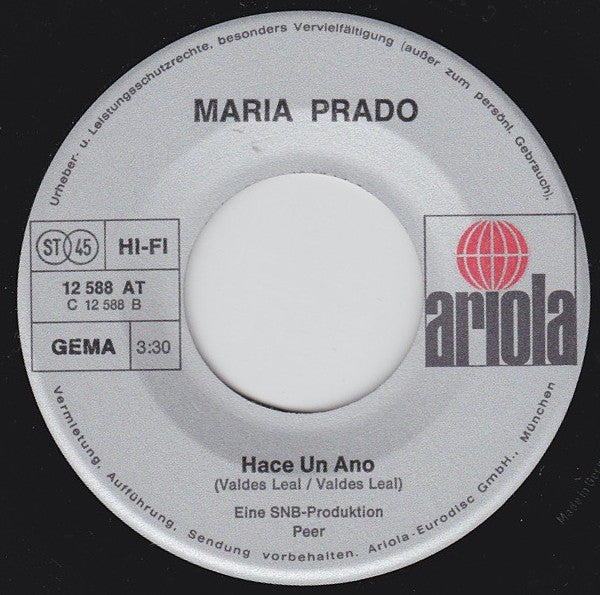 Urheber- u. Leistungsschutzrechte, besonders Vervielfältigung (außer zum persönl. Gebrauch),
MARIA PRADO
ST 45 HI-FI
12 588 AT
C 12 588 B
GEMA 3:30
ariola
Hace Un Ano
(Valdes Leal / Valdes Leal)
Eine SNB-Produktion
Peer
Vermietung, Aufführung, Sendung vorbehalten. Ariola-Eurodisc GmbH., München
Made in